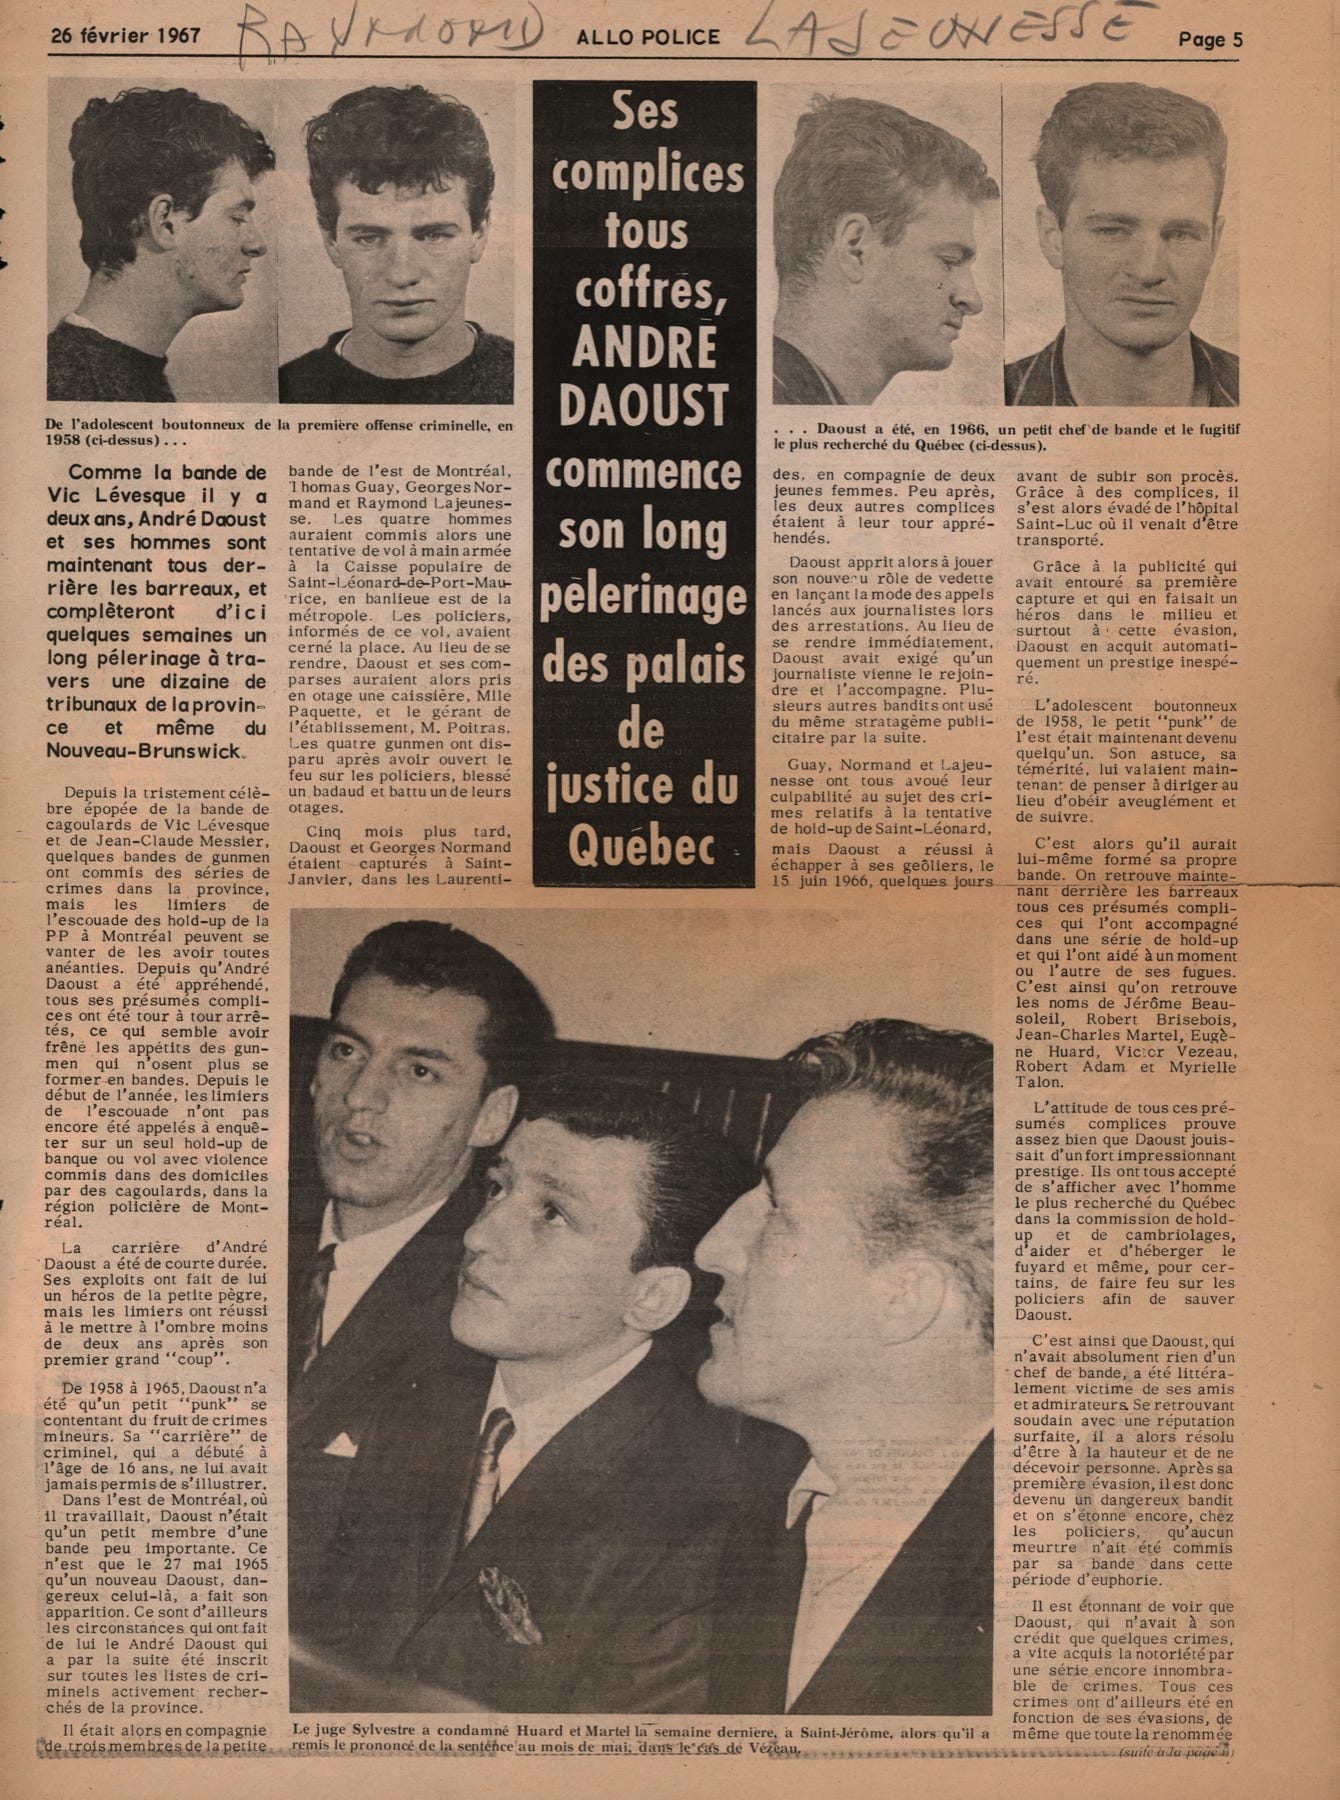 RAYMOND LAJEUNESSE
26 février 1967
ALLO POLICE
Page 5
De l'adolescent boutonneux de la première offense criminelle, en
1958 (ci-dessus) . . .
Ses
complices
tous
coffrés,
ANDRÉ
DAOUST
commence
son long
pèlerinage
des palais
de
justice du
Québec
. . . Daoust a été, en 1966, un petit chef de bande et le fugitif
le plus recherché du Québec (ci-dessus).
Comme la bande de
Vic Lévesque il y a
deux ans, André Daoust
et ses hommes sont
maintenant tous der-
rière les barreaux, et
complèteront d'ici
quelques semaines un
long pélerinage à tra-
vers une dizaine de
tribunaux de la provin-
ce et même du
Nouveau-Brunswick.
Depuis la tristement célè-
bre épopée de la bande de
cagoulards de Vic Lévesque
et de Jean-Claude Messier,
quelques bandes de gunmen
ont commis des séries de
crimes dans la province,
mais les limiers de
l'escouade des hold-up de la
PP à Montréal peuvent se
vanter de les avoir toutes
anéanties. Depuis qu'André
Daoust a été appréhendé,
tous ses présumés compli-
ces ont été tour à tour arrê-
tés, ce qui semble avoir
frêné les appétits des gun-
men qui n'osent plus se
former en bandes. Depuis le
début de l'année, les limiers
de l'escouade n'ont pas
encore été appelés à enquê-
ter sur un seul hold-up de
banque ou vol avec violence
commis dans des domiciles
par des cagoulards, dans la
région policière de Mont-
réal.
La carrière d'André
Daoust a été de courte durée.
Ses exploits ont fait de lui
un héros de la petite pègre,
mais les limiers ont réussi
à le mettre à l'ombre moins
de deux ans après son
premier grand "coup".
De 1958 à 1965, Daoust n'a
été qu'un petit "punk" se
contentant du fruit de crimes
mineurs. Sa "carrière" de
criminel, qui a débuté à
l'âge de 16 ans, ne lui avait
jamais permis de s'illustrer.
Dans l'est de Montréal, où
il travaillait, Daoust n'était
qu'un petit membre d'une
bande peu importante. Ce
n'est que le 27 mai 1965
qu'un nouveau Daoust, dan-
gereux celui-là, a fait son
apparition. Ce sont d'ailleurs
les circonstances qui ont fait
de lui le André Daoust qui
a par la suite été inscrit
sur toutes les listes de cri-
minels activement recher-
chés de la province.
Il était alors en compagnie
de trois membres de la petite
bande de l'est de Montréal,
Thomas Guay, Georges Nor-
mand et Raymond Lajeunes-
se. Les quatre hommes
auraient commis alors une
tentative de vol à main armée
à la Caisse populaire de
Saint-Léonard-de-Port-Mau-
rice, en banlieue est de la
métropole. Les policiers,
informés de ce vol, avaient
cerné la place. Au lieu de se
rendre, Daoust et ses com-
parses auraient alors pris
en otage une caissière, Mlle
Paquette, et le gérant de
l'établissement, M. Poitras.
Les quatre gunmen ont dis-
paru après avoir ouvert le
feu sur les policiers, blessé
un badaud et battu un de leurs
otages.
Cinq mois plus tard,
Daoust et Georges Normand
étaient capturés à Saint-
Janvier, dans les Laurenti-
des, en compagnie de deux
jeunes femmes. Peu après,
les deux autres complices
étaient à leur tour appré-
hendés.
Daoust apprit alors à jouer
son nouveau rôle de vedette
en lançant la mode des appels
lancés aux journalistes lors
des arrestations. Au lieu de
se rendre immédiatement,
Daoust avait exigé qu'un
journaliste vienne le rejoin-
dre et l'accompagne. Plu-
sieurs autres bandits ont usé
du même stratagème publi-
citaire par la suite.
Guay, Normand et Lajeu-
nesse ont tous avoué leur
culpabilité au sujet des cri-
mes relatifs à la tentative
de hold-up de Saint-Léonard,
mais Daoust a réussi à
échapper à ses geôliers, le
15 juin 1966, quelques jours
avant de subir son procès.
Grâce à des complices, il
s'est alors évadé de l'hôpital
Saint-Luc où il venait d'être
transporté.
Grâce à la publicité qui
avait entouré sa première
capture et qui en faisait un
héros dans le milieu et
surtout à cette évasion,
Daoust en acquit automati-
quement un prestige inespé-
ré.
L'adolescent boutonneux
de 1958, le petit "punk" de
l'est était maintenant devenu
quelqu'un. Son astuce, sa
témérité, lui valaient main-
tenant de penser à diriger au
lieu d'obéir aveuglément et
de suivre.
C'est alors qu'il aurait
lui-même formé sa propre
bande. On retrouve mainte-
nant derrière les barreaux
tous ces présumés compli-
ces qui l'ont accompagné
dans une série de hold-up
et qui l'ont aidé à un moment
ou l'autre de ses fugues.
C'est ainsi qu'on retrouve
les noms de Jérôme Beau-
soleil, Robert Brisebois,
Jean-Charles Martel, Eugè-
ne Huard, Victor Vezeau,
Robert Adam et Myrielle
Talon.
L'attitude de tous ces pré-
sumés complices prouve
assez bien que Daoust jouis-
sait d'un fort impressionnant
prestige. Ils ont tous accepté
de s'afficher avec l'homme
le plus recherché du Québec
dans la commission de hold-
up et de cambriolages,
d'aider et d'héberger le
fuyard et même, pour cer-
tains, de faire feu sur les
policiers afin de sauver
Daoust.
C'est ainsi que Daoust, qui
n'avait absolument rien d'un
chef de bande, a été littéra-
lement victime de ses amis
et admirateurs. Se retrouvant
soudain avec une réputation
surfaite, il a alors résolu
d'être à la hauteur et de ne
décevoir personne. Après sa
première évasion, il est donc
devenu un dangereux bandit
et on s'étonne encore, chez
les policiers, qu'aucun
meurtre n'ait été commis
par sa bande dans cette
période d'euphorie.
Il est étonnant de voir que
Daoust, qui n'avait à son
crédit que quelques crimes,
a vite acquis la notoriété par
une série encore innombra-
ble de crimes. Tous ces
crimes ont d'ailleurs été en
fonction de ses évasions, de
même que toute la renommée
(suite à la page
Le juge Sylvestre a condamné Huard et Martel la semaine dernière, à Saint-Jérôme, alors qu'il a
remis le prononcé de la sentence au mois de mai, dans le cas de Vézeau.